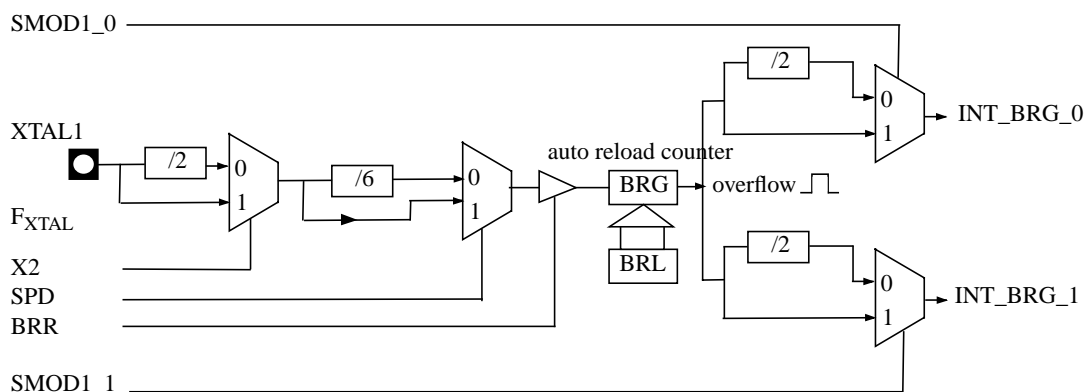 SMOD1_0
/2
0
1
INT_BRG_0
XTAL1
/2
0
1
/6
0
1
auto reload counter
BRG
overflow
F_XTAL
BRL
/2
0
1
INT_BRG_1
X2
SPD
BRR
SMOD1_1